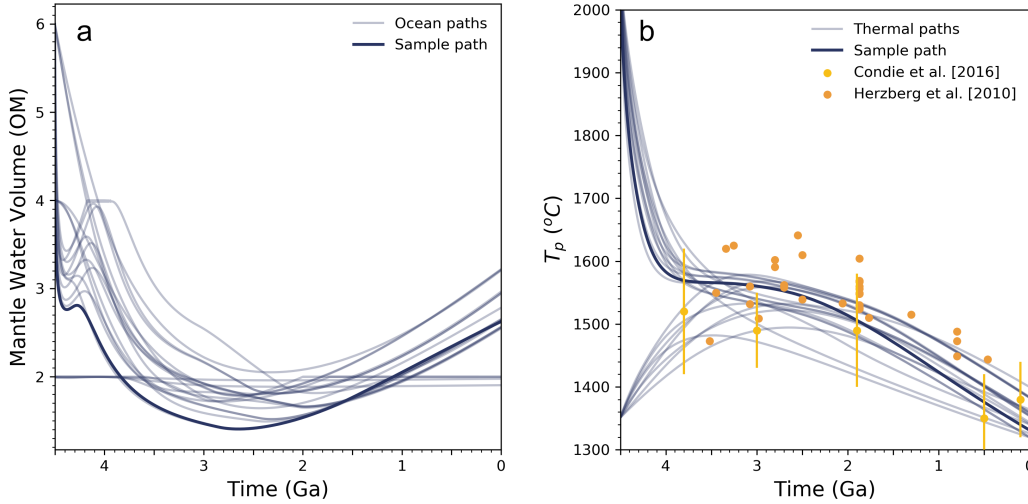 a
Ocean paths
Sample path
6
5
4
3
2
Mantle Water Volume (OM)
4
3
2
1
0
Time (Ga)
b
Thermal paths
Sample path
Condie et al. [2016]
Herzberg et al. [2010]
2000
1900
1800
1700
1600
1500
1400
1300
Tp (°C)
4
3
2
1
0
Time (Ga)